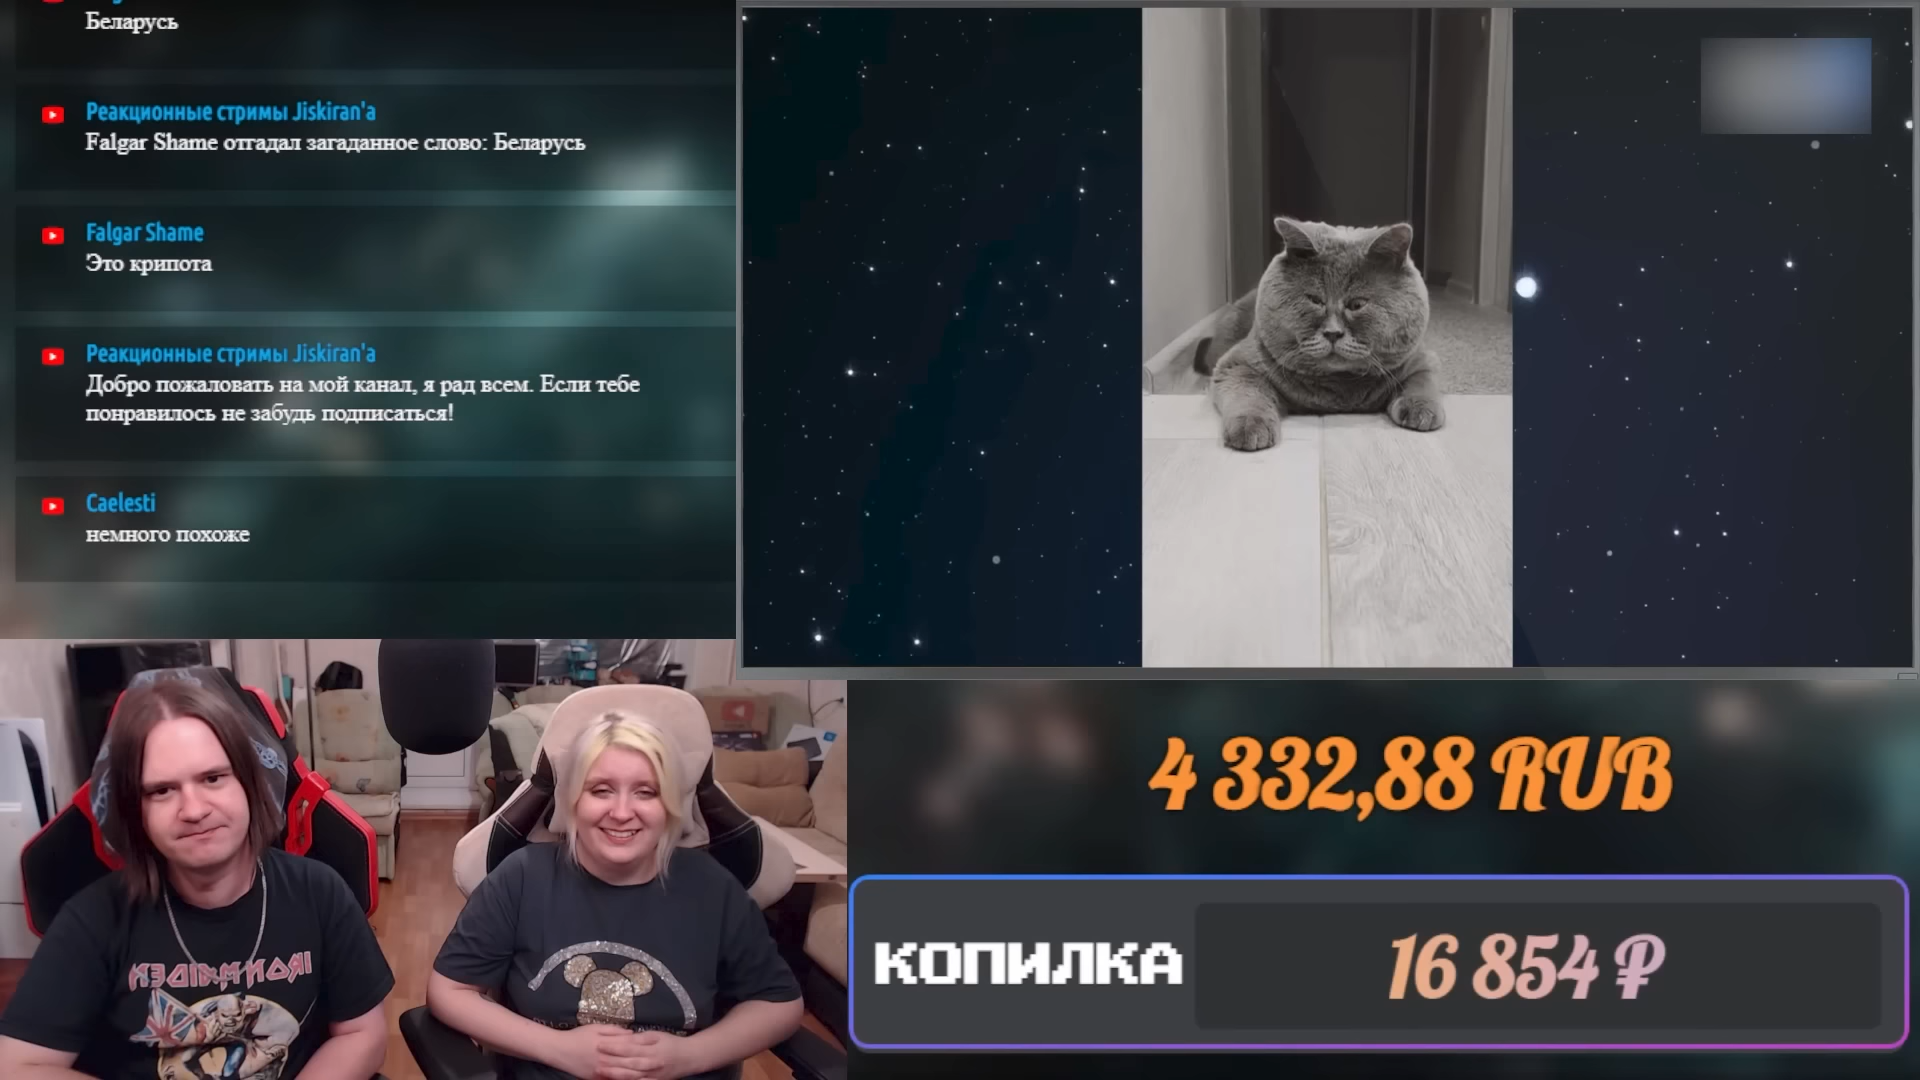 Беларусь
Реакционные стримы Jiskiran'a
Falgar Shame отгадал загаданное слово: Беларусь
Falgar Shame
Это крипота
Реакционные стримы Jiskiran'a
Добро пожаловать на мой канал, я рад всем. Если тебе
понравилось не забудь подписаться!
Caelesti
немного похоже
4 332,88 RUB
КОПИЛКА
16 854 ₽
IRON MAIDEN